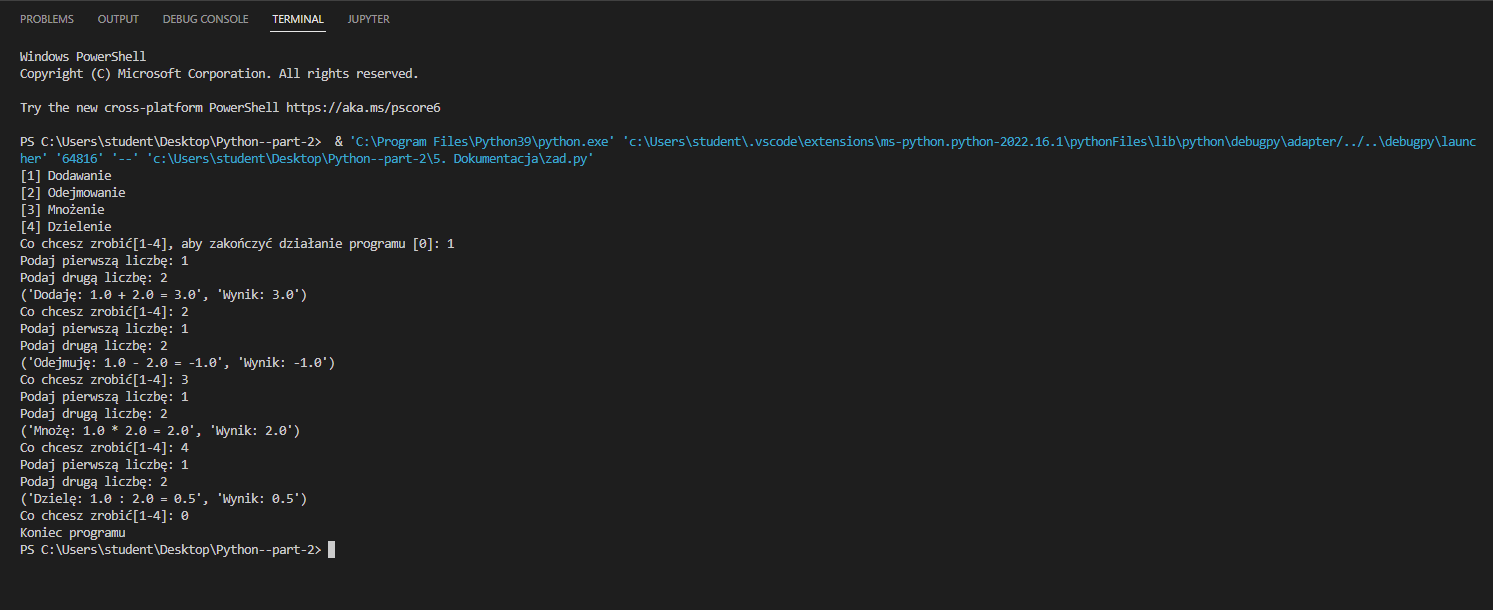 PROBLEMS OUTPUT DEBUG CONSOLE TERMINAL JUPYTER
Windows PowerShell
Copyright (C) Microsoft Corporation. All rights reserved.
Try the new cross-platform PowerShell https://aka.ms/pscore6
PS C:\Users\student\Desktop\Python--part-2>  & 'C:\Program Files\Python39\python.exe' 'c:\Users\student\.vscode\extensions\ms-python.python-2022.16.1\pythonFiles\lib\python\debugpy\adapter/../..\debugpy\launc
her' '64816' '--' 'c:\Users\student\Desktop\Python--part-2\5. Dokumentacja\zad.py'
[1] Dodawanie
[2] Odejmowanie
[3] Mnożenie
[4] Dzielenie
Co chcesz zrobić[1-4], aby zakończyć działanie programu [0]: 1
Podaj pierwszą liczbę: 1
Podaj drugą liczbę: 2
('Dodaję: 1.0 + 2.0 = 3.0', 'Wynik: 3.0')
Co chcesz zrobić[1-4]: 2
Podaj pierwszą liczbę: 1
Podaj drugą liczbę: 2
('Odejmuję: 1.0 - 2.0 = -1.0', 'Wynik: -1.0')
Co chcesz zrobić[1-4]: 3
Podaj pierwszą liczbę: 1
Podaj drugą liczbę: 2
('Mnożę: 1.0 * 2.0 = 2.0', 'Wynik: 2.0')
Co chcesz zrobić[1-4]: 4
Podaj pierwszą liczbę: 1
Podaj drugą liczbę: 2
('Dzielę: 1.0 : 2.0 = 0.5', 'Wynik: 0.5')
Co chcesz zrobić[1-4]: 0
Koniec programu
PS C:\Users\student\Desktop\Python--part-2>